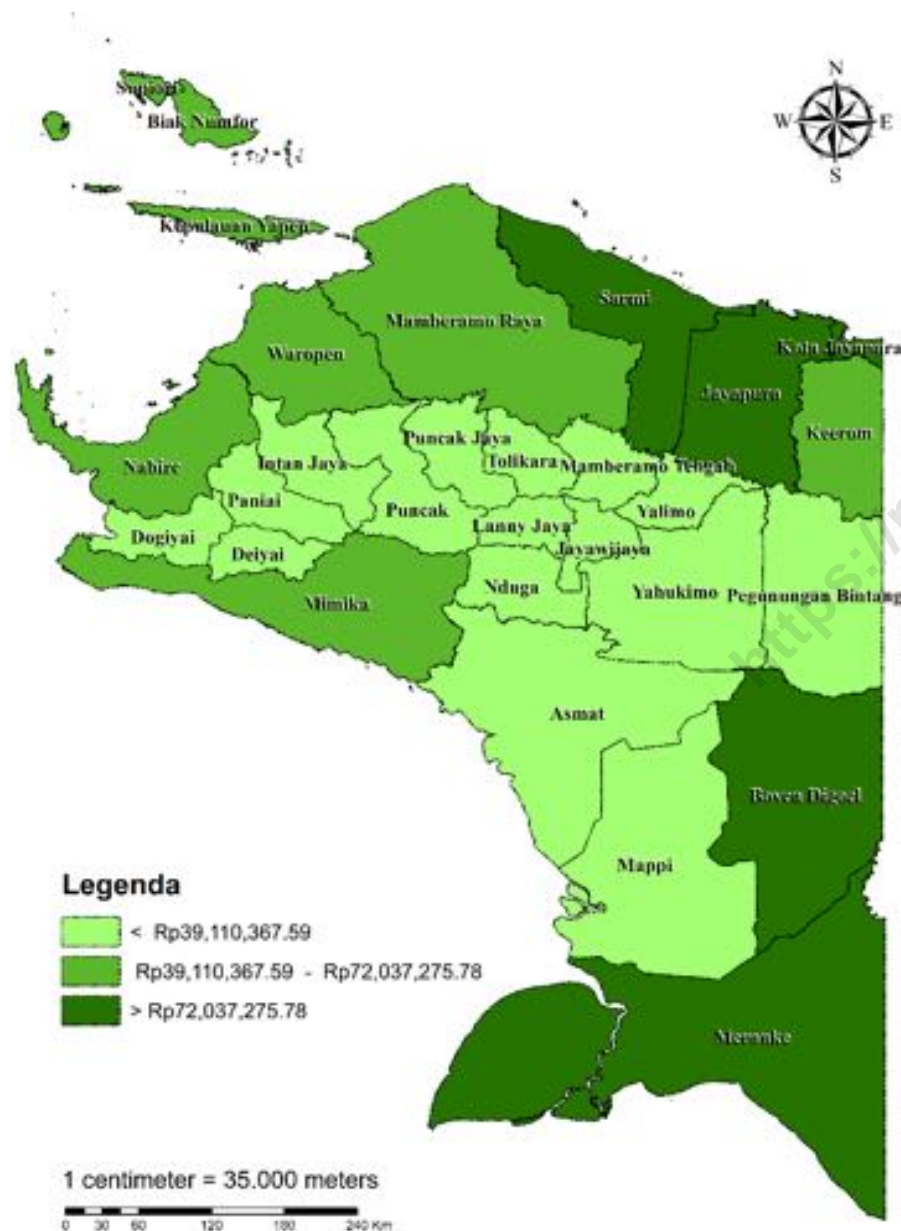 N
W E
S
Supiori
Biak Numfor
Kepulauan Yapen
Sarmi
Mamberamo Raya
Kota Jayapura
Waropen
Jayapura
Keerom
Puncak Jaya
Nabire
Intan Jaya
Tolikara
Mamberamo Tengah
Paniai
Puncak
Lanny Jaya
Yalimo
Dogiyai
Deiyai
Jayawijaya
Nduga
Yahukimo
Pegunungan Bintang
Mimika
https://
Asmat
Boven Digoel
Mappi
Legenda
< Rp39,110,367.59
Rp39,110,367.59 - Rp72,037,275.78
> Rp72,037,275.78
Merauke
1 centimeter = 35.000 meters
0 30 60 120 180 240 Km